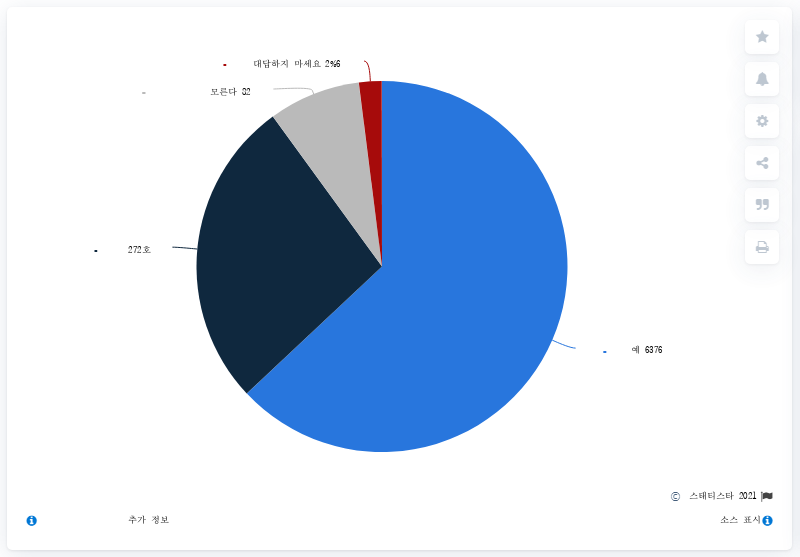 대답하지 마세요 2%6
모른다 82
272호
예 6376
© 스태티스타 2021
추가 정보
소스 표시